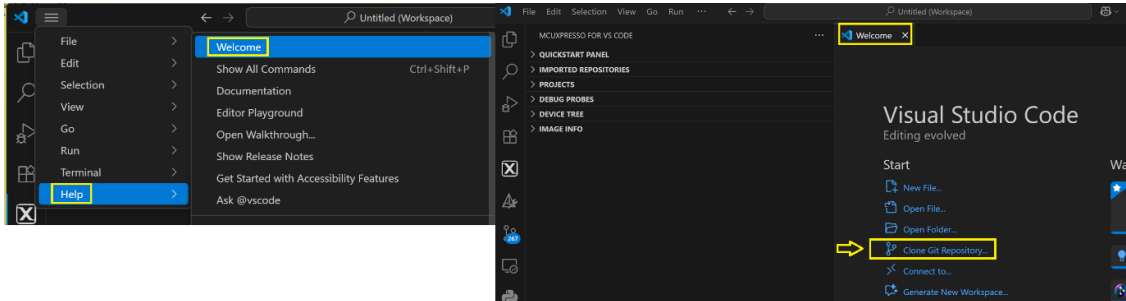 Untitled (Workspace)
File
Edit
Selection
View
Go
Run
Terminal
Help
Welcome
Show All Commands Ctrl+Shift+P
Documentation
Editor Playground
Open Walkthrough...
Show Release Notes
Get Started with Accessibility Features
Ask @vscode
File Edit Selection View Go Run ... Untitled (Workspace)
MCUXPRESSO FOR VS CODE ...
QUICKSTART PANEL
IMPORTED REPOSITORIES
PROJECTS
DEBUG PROBES
DEVICE TREE
IMAGE INFO
267
Welcome
Visual Studio Code
Editing evolved
Start
New File...
Open File...
Open Folder...
Clone Git Repository...
Connect to...
Generate New Workspace...
Wa